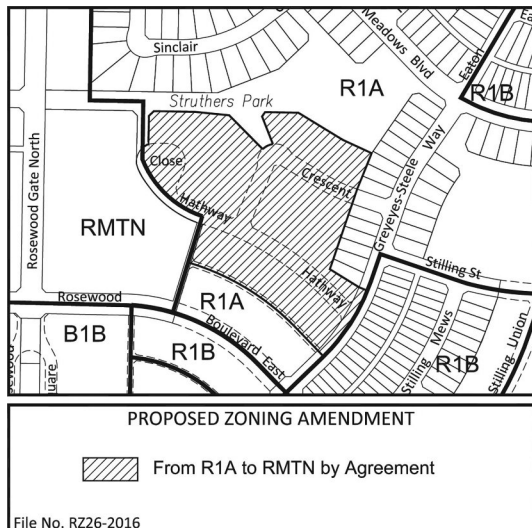 Sinclair
Meadows Blvd
Eaton
R1B
R1A
Struthers Park
Close
Crescent
Greyeyes-Steele Way
Hathway
Rosewood Gate North
RMTN
Hathway
Stilling St
Rosewood
R1A
Boulevard East
B1B
R1B
Stilling Mews
R1B
Stilling Union
PROPOSED ZONING AMENDMENT
From R1A to RMTN by Agreement
File No. RZ26-2016